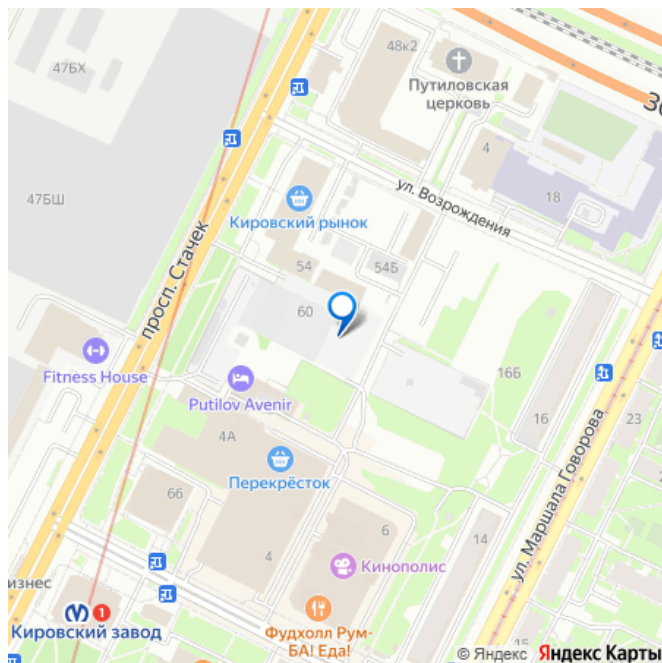 48к2
47БХ
Путиловская
церковь
4
18
ул. Возрождения
47БШ
Кировский рынок
просп. Стачек
54
54Б
60
Fitness House
Putilov Avenir
16Б
16
23
4А
Перекрёсток
66
ул. Маршала Говорова
6
14
4
Кинополис
изнес
1
Кировский завод
Фудхолл Рум-
БА! Еда!
15
© Яндекс Яндекс Карты